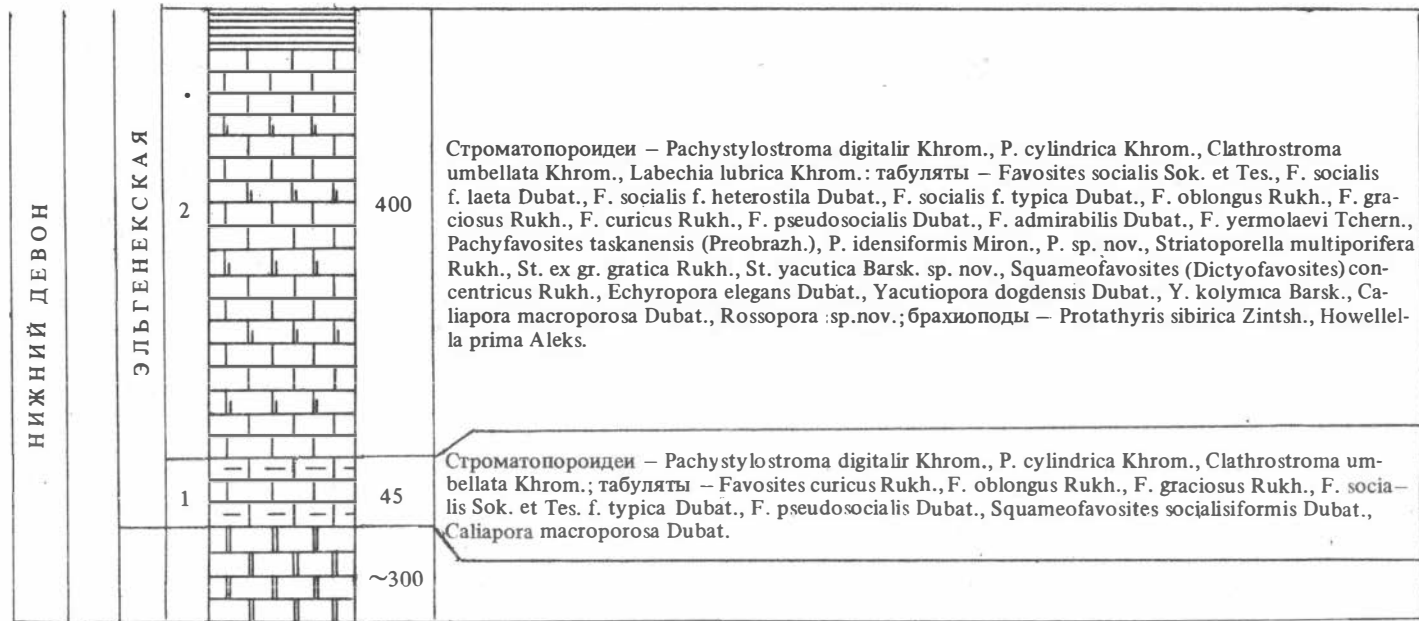 НИЖНИЙ ДЕВОН
ЭЛЬГЕНЕКСКАЯ
2
400
Строматопороидеи — Pachystylostroma digitalir Khrom., P. cylindrica Khrom., Clathrostroma
umbellata Khrom., Labechia lubrica Khrom.: табуляты — Favosites socialis Sok. et Tes., F. socialis
f. laeta Dubat., F. socialis f. heterostila Dubat., F. socialis f. typica Dubat., F. oblongus Rukh., F. gra-
ciosus Rukh., F. curicus Rukh., F. pseudosocialis Dubat., F. admirabilis Dubat., F. yermolaevi Tchern.,
Pachyfavosites taskanensis (Preobrazh.), P. idensiformis Miron., P. sp. nov., Striatoporella multiporifera
Rukh., St. ex gr. gratica Rukh., St. yacutica Barsk. sp. nov., Squameofavosites (Dictyofavosites) con-
centricus Rukh., Echyropora elegans Dubat., Yacutiopora dogdensis Dubat., Y. kolymica Barsk., Ca-
liapora macroporosa Dubat., Rossopora sp.nov.; брахиоподы — Protathyris sibirica Zintsh., Howellel-
la prima Aleks.
1
45
Строматопороидеи — Pachystylostroma digitalir Khrom., P. cylindrica Khrom., Clathrostroma um-
bellata Khrom.; табуляты — Favosites curicus Rukh., F. oblongus Rukh., F. graciosus Rukh., F. socia-
lis Sok. et Tes. f. typica Dubat., F. pseudosocialis Dubat., Squameofavosites socialisiformis Dubat.,
Caliapora macroporosa Dubat.
~300